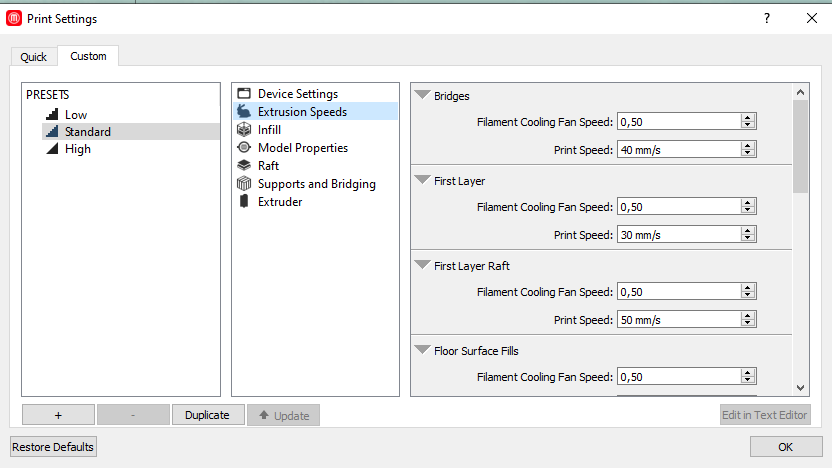 Print Settings
?
Quick
Custom
PRESETS
Low
Standard
High
Device Settings
Extrusion Speeds
Infill
Model Properties
Raft
Supports and Bridging
Extruder
Bridges
Filament Cooling Fan Speed: 0,50
Print Speed: 40 mm/s
First Layer
Filament Cooling Fan Speed: 0,50
Print Speed: 30 mm/s
First Layer Raft
Filament Cooling Fan Speed: 0,50
Print Speed: 50 mm/s
Floor Surface Fills
Filament Cooling Fan Speed: 0,50
+
-
Duplicate
Update
Edit in Text Editor
Restore Defaults
OK